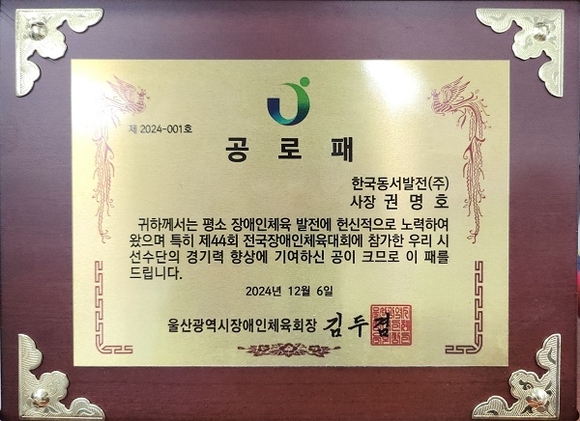 제 2024-001호
공 로 패
한국동서발전(주)
사장 권 명 호
귀하께서는 평소 장애인체육 발전에 헌신적으로 노력하여
왔으며 특히 제44회 전국장애인체육대회에 참가한 우리 시
선수단의 경기력 향상에 기여하신 공이 크므로 이 패를
드립니다.
2024년 12월 6일
울산광역시장애인체육회장 김두겸